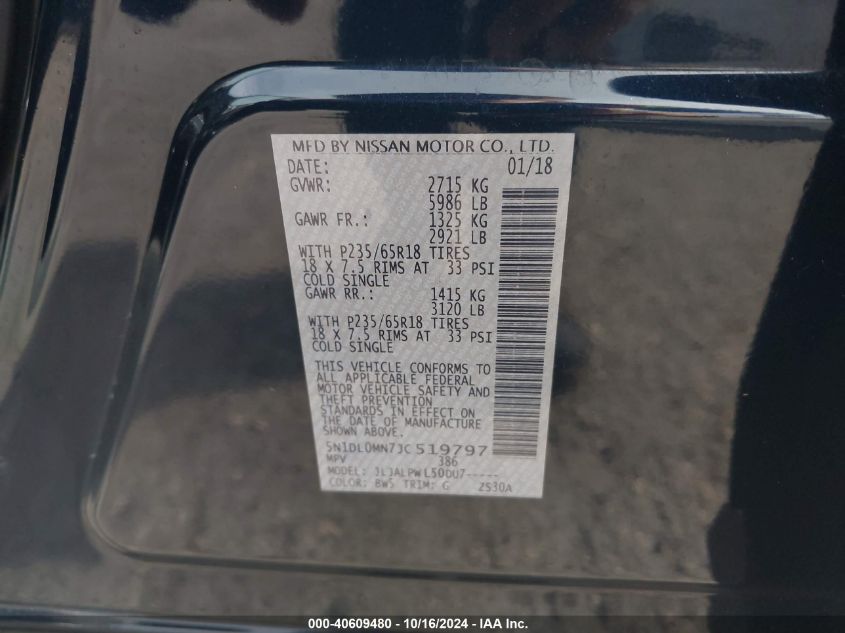 MFD BY NISSAN MOTOR CO., LTD.
DATE: 01/18
GVWR: 2715 KG
5986 LB
GAWR FR.: 1325 KG
2921 LB
WITH P235/65R18 TIRES
18 X 7.5 RIMS AT 33 PSI
COLD SINGLE
GAWR RR.: 1415 KG
3120 LB
WITH P235/65R18 TIRES
18 X 7.5 RIMS AT 33 PSI
COLD SINGLE
THIS VEHICLE CONFORMS TO
ALL APPLICABLE FEDERAL
MOTOR VEHICLE SAFETY AND
THEFT PREVENTION
STANDARDS IN EFFECT ON
THE DATE OF MANUFACTURE
SHOWN ABOVE.
5N1DL0MN7JC519797
MPV 386
MODEL: JLJALPWL50DU7-----
COLOR: BW5 TRIM: G 2S30A
000-40609480 - 10/16/2024 - IAA Inc.